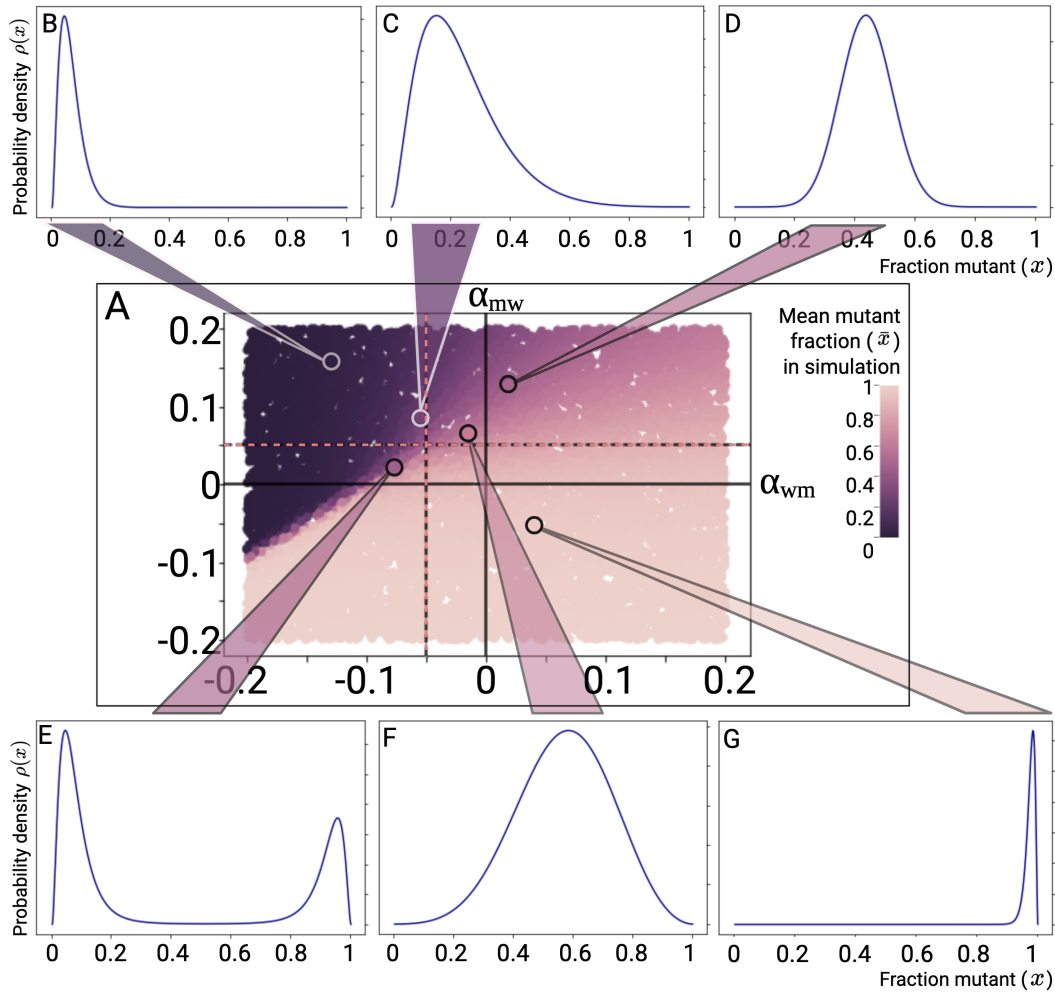 B
C
D
Probability density ρ(x)
0 0.2 0.4 0.6 0.8 1
0 0.2 0.4 0.6 0.8 1
0 0.2 0.4 0.6 0.8 1
Fraction mutant (x)
A
αmw
Mean mutant
fraction (x̄)
in simulation
1
0.8
0.6
0.4
0.2
0
0.2
0.1
0
-0.1
-0.2
αwm
-0.2 -0.1 0 0.1 0.2
E
F
G
Probability density ρ(x)
0 0.2 0.4 0.6 0.8 1
0 0.2 0.4 0.6 0.8 1
0 0.2 0.4 0.6 0.8 1
Fraction mutant (x)